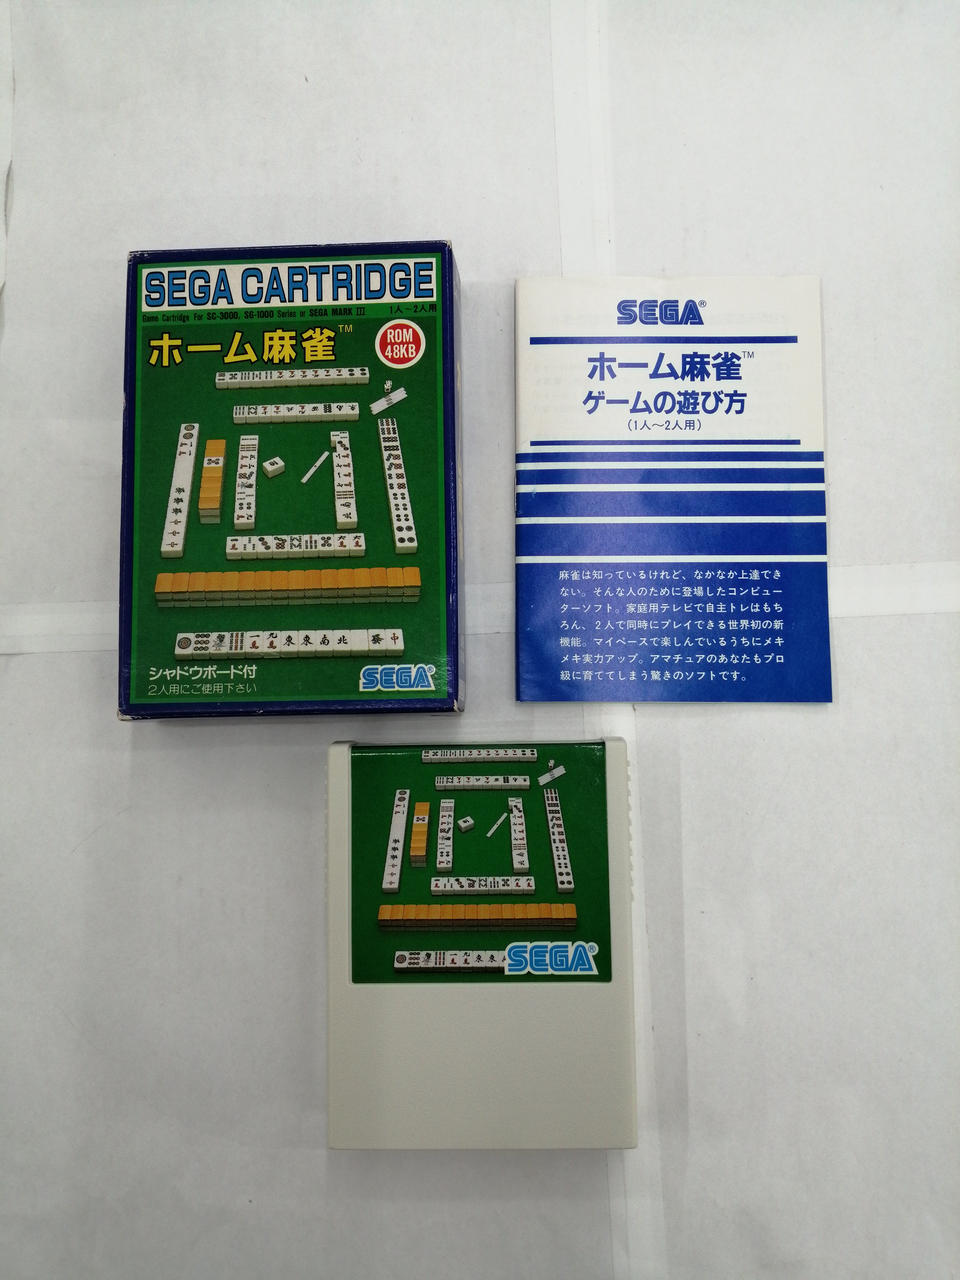 SEGA CARTRIDGE
Game Cartridge For SC-3000, SG-1000 Series or SEGA MARK III
1人〜2人用
ホーム麻雀™
ROM
48KB
一萬 九萬 東 東 南 北 發 中
シャドウボード付
2人用にご使用下さい
SEGA®
SEGA®
ホーム麻雀™
ゲームの遊び方
(1人〜2人用)
麻雀は知っているけれど、なかなか上達でき
ない。そんな人のために登場したコンピュー
ターソフト。家庭用テレビで自主トレはもち
ろん、2人で同時にプレイできる世界初の新
機能。マイペースで楽しんでいるうちにメキ
メキ実力アップ。アマチュアのあなたもプロ
級に育ててしまう驚きのソフトです。
SEGA®